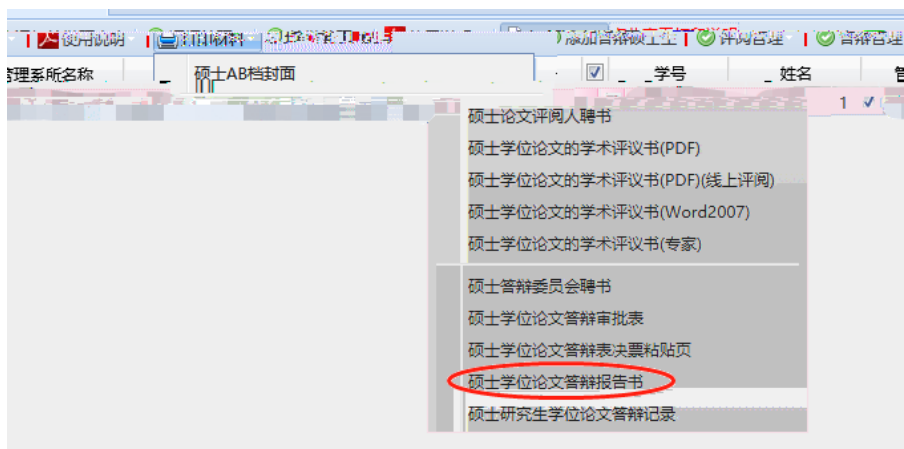 使用说明
添加答辩硕士生 评阅管理 答辩管理
管理系所名称 硕士AB档封面 学号 姓名 管
1
硕士论文评阅人聘书
硕士学位论文的学术评议书(PDF)
硕士学位论文的学术评议书(PDF)(线上评阅)
硕士学位论文的学术评议书(Word2007)
硕士学位论文的学术评议书(专家)
硕士答辩委员会聘书
硕士学位论文答辩审批表
硕士学位论文答辩表决票粘贴页
硕士学位论文答辩报告书
硕士研究生学位论文答辩记录